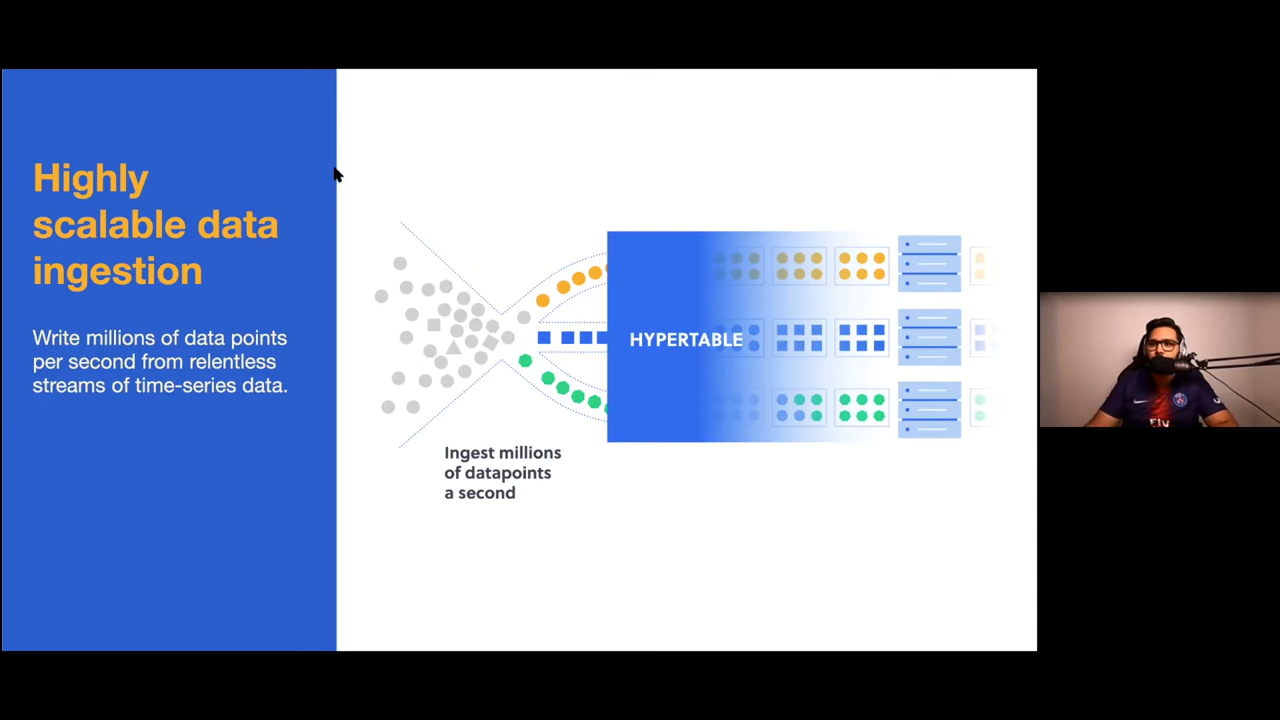 Highly
scalable data
ingestion
Write millions of data points
per second from relentless
streams of time-series data.
HYPERTABLE
Ingest millions
of datapoints
a second